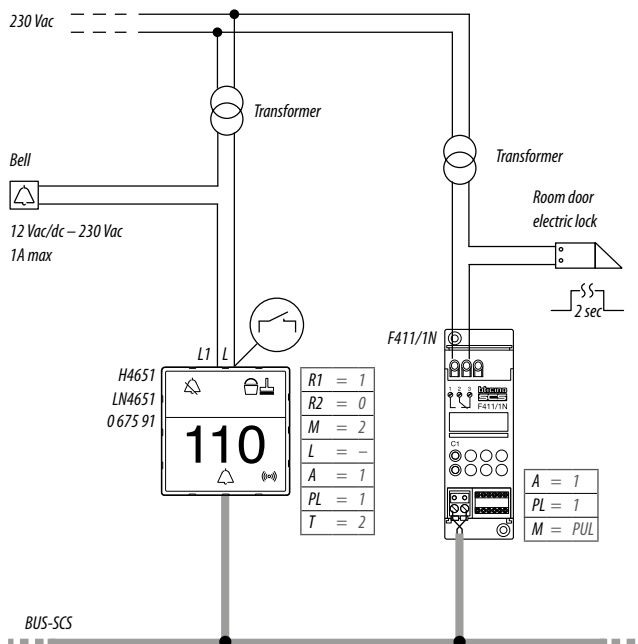 230 Vac
Transformer
Transformer
Bell
12 Vac/dc – 230 Vac
1A max
Room door
electric lock
2 sec
F411/1N
L1 L
H4651
LN4651
0 675 91
110
R1 = 1
R2 = 0
M = 2
L = –
A = 1
PL = 1
T = 2
1 2 3
bticino
SCS
F411/1N
C1
A = 1
PL = 1
M = PUL
BUS-SCS